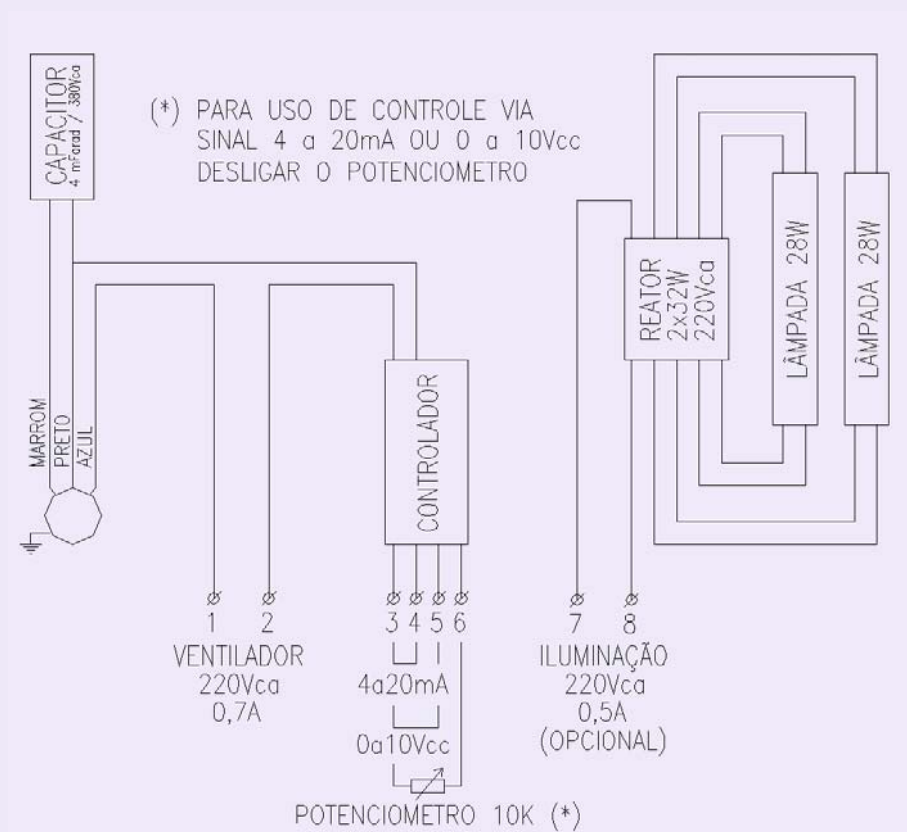 CAPACITOR
4 mFarad / 380Vca
(*) PARA USO DE CONTROLE VIA
SINAL 4 a 20mA OU 0 a 10Vcc
DESLIGAR O POTENCIOMETRO
REATOR
2x32W
220Vca
LÂMPADA 28W
LÂMPADA 28W
MARROM
PRETO
AZUL
CONTROLADOR
1 2 3 4 5 6 7 8
VENTILADOR
220Vca
0,7A
4a20mA
0a10Vcc
POTENCIOMETRO 10K (*)
ILUMINAÇÃO
220Vca
0,5A
(OPCIONAL)